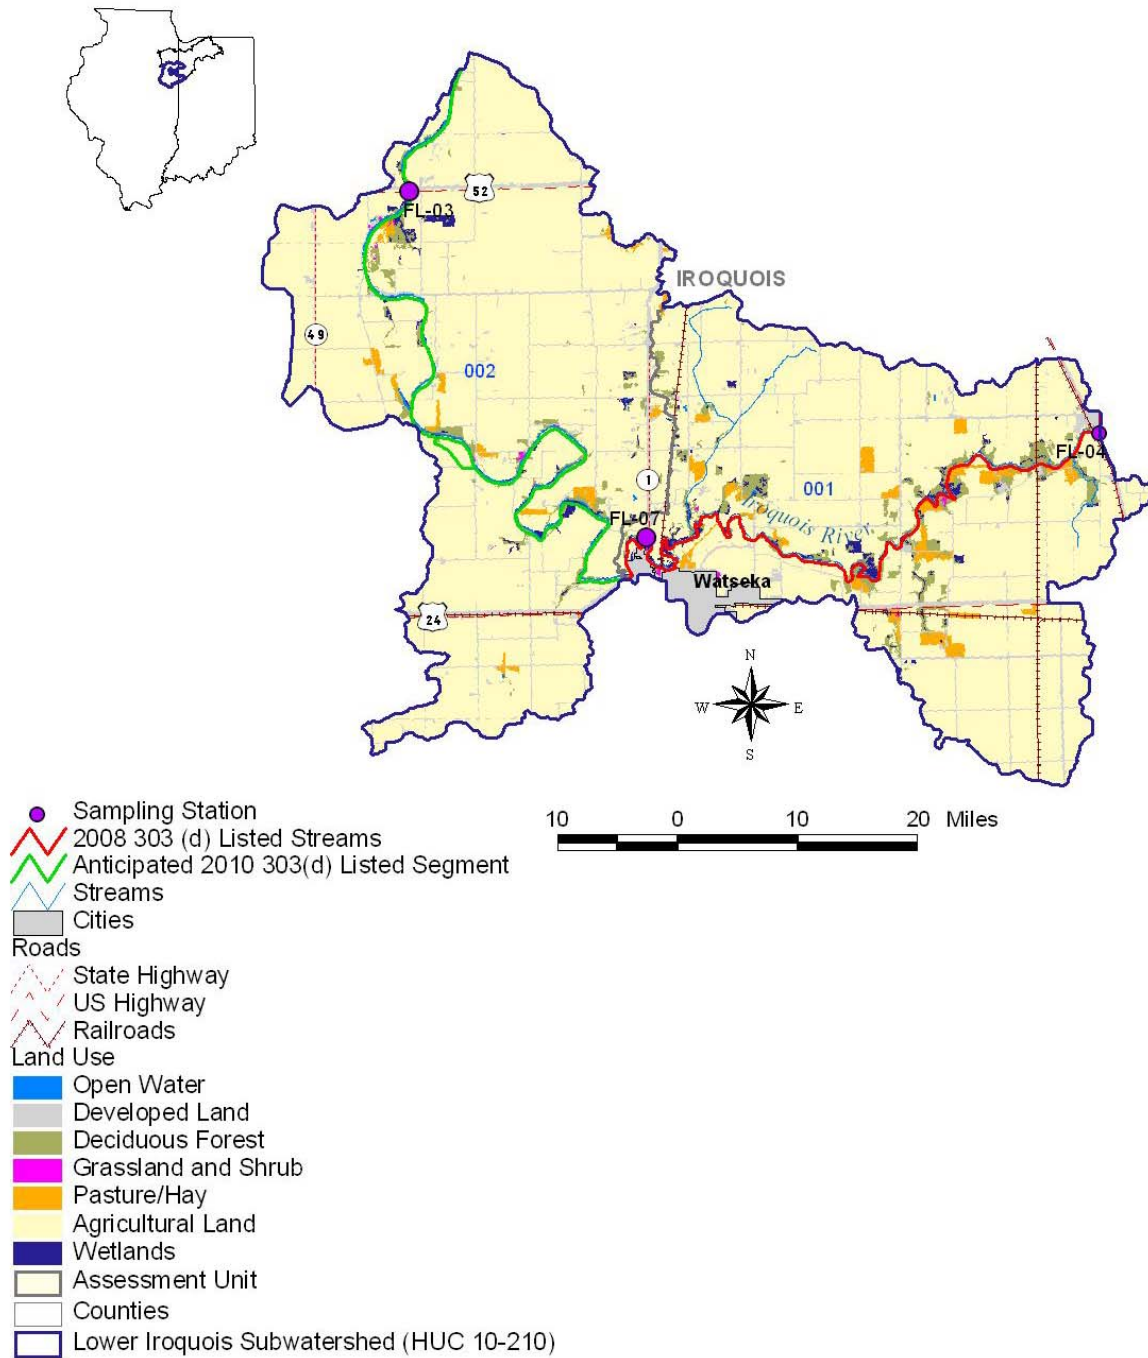 52
FL-03
IROQUOIS
49
002
FL-04
1
001
FL-07
Iroquois River
Watseka
24
N
W E
S
Sampling Station
10 0 10 20 Miles
2008 303 (d) Listed Streams
Anticipated 2010 303(d) Listed Segment
Streams
Cities
Roads
State Highway
US Highway
Railroads
Land Use
Open Water
Developed Land
Deciduous Forest
Grassland and Shrub
Pasture/Hay
Agricultural Land
Wetlands
Assessment Unit
Counties
Lower Iroquois Subwatershed (HUC 10-210)